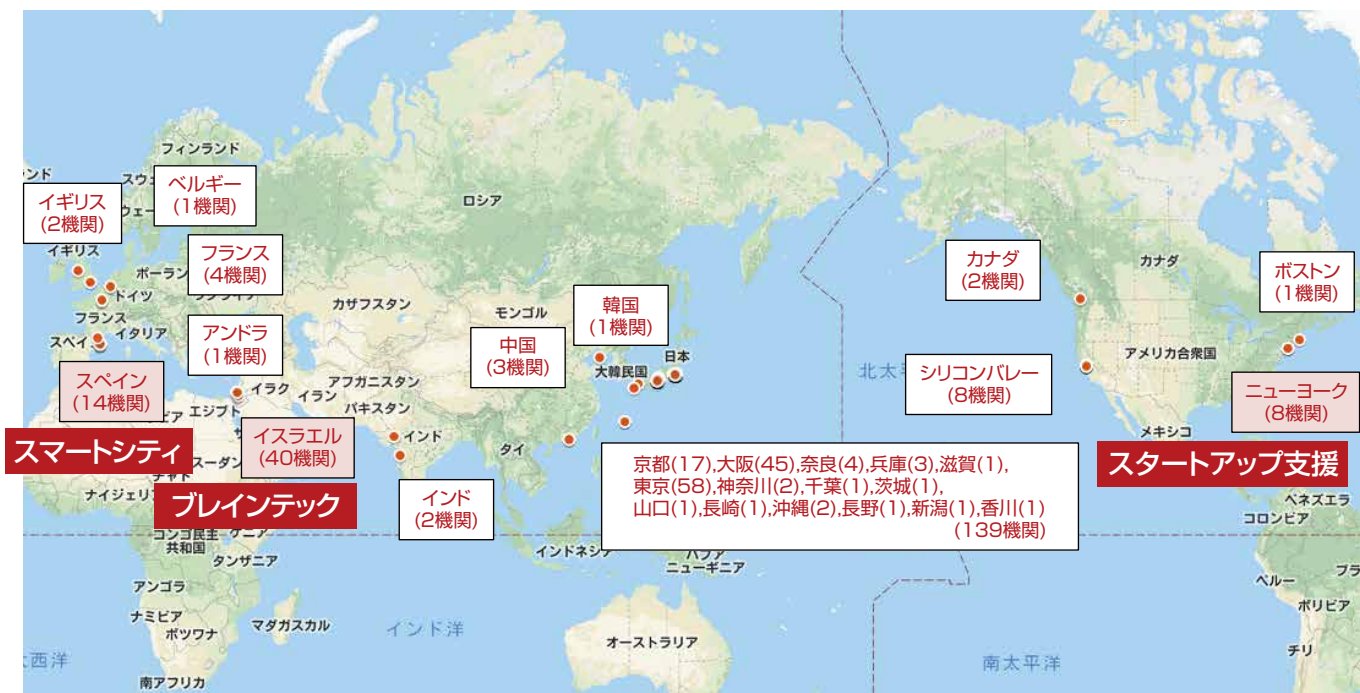 フィンランド
ンド
スウェ
ベルギー
(1機関)
イギリス
(2機関)
ウェー
ロシア
イギリス
フランス
(4機関)
ポーラン
カナダ
(2機関)
カナダ
ボストン
(1機関)
ドイツ
カザフスタン
モンゴル
韓国
(1機関)
フランス
イタリア
スペイ
アンドラ
(1機関)
中国
(3機関)
日本
大韓民国
アメリカ合衆国
北太平
シリコンバレー
(8機関)
スペイン
(14機関)
イラク
アフガニスタン
イラン
パキスタン
ニューヨーク
(8機関)
エジプト
イスラエル
(40機関)
インド
タイ
メキシコ
スマートシティ
スーダン
チャド
ナイジェリ
ブレインテック
インド
(2機関)
京都(17),大阪(45),奈良(4),兵庫(3),滋賀(1),
東京(58),神奈川(2),千葉(1),茨城(1),
山口(1),長崎(1),沖縄(2),長野(1),新潟(1),香川(1)
(139機関)
スタートアップ支援
ベネズエラ
コロンビア
コンゴ民主
共和国
ケニア
タンザニア
インドネシ
パプア
ニューギニア
アンゴラ
ペルー
ブラ
ナミビア
ボツワナ
マダガスカル
インド洋
オーストラリア
ボリビア
西洋
南太平洋
チリ
南アフリカ